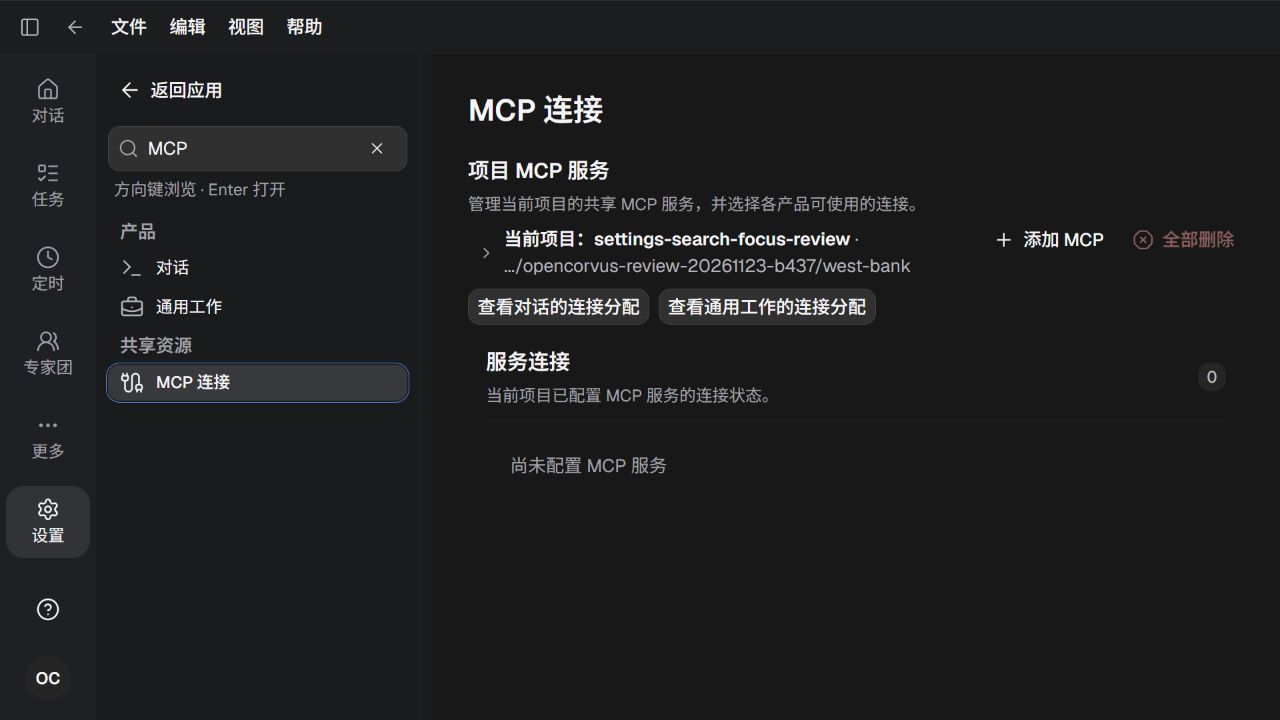 文件 编辑 视图 帮助
对话
任务
定时
专家团
更多
设置
OC
返回应用
MCP
方向键浏览 · Enter 打开
产品
对话
通用工作
共享资源
MCP 连接
MCP 连接
项目 MCP 服务
管理当前项目的共享 MCP 服务，并选择各产品可使用的连接。
当前项目：settings-search-focus-review ·
.../opencorvus-review-20261123-b437/west-bank
添加 MCP
全部删除
查看对话的连接分配
查看通用工作的连接分配
服务连接
当前项目已配置 MCP 服务的连接状态。
0
尚未配置 MCP 服务